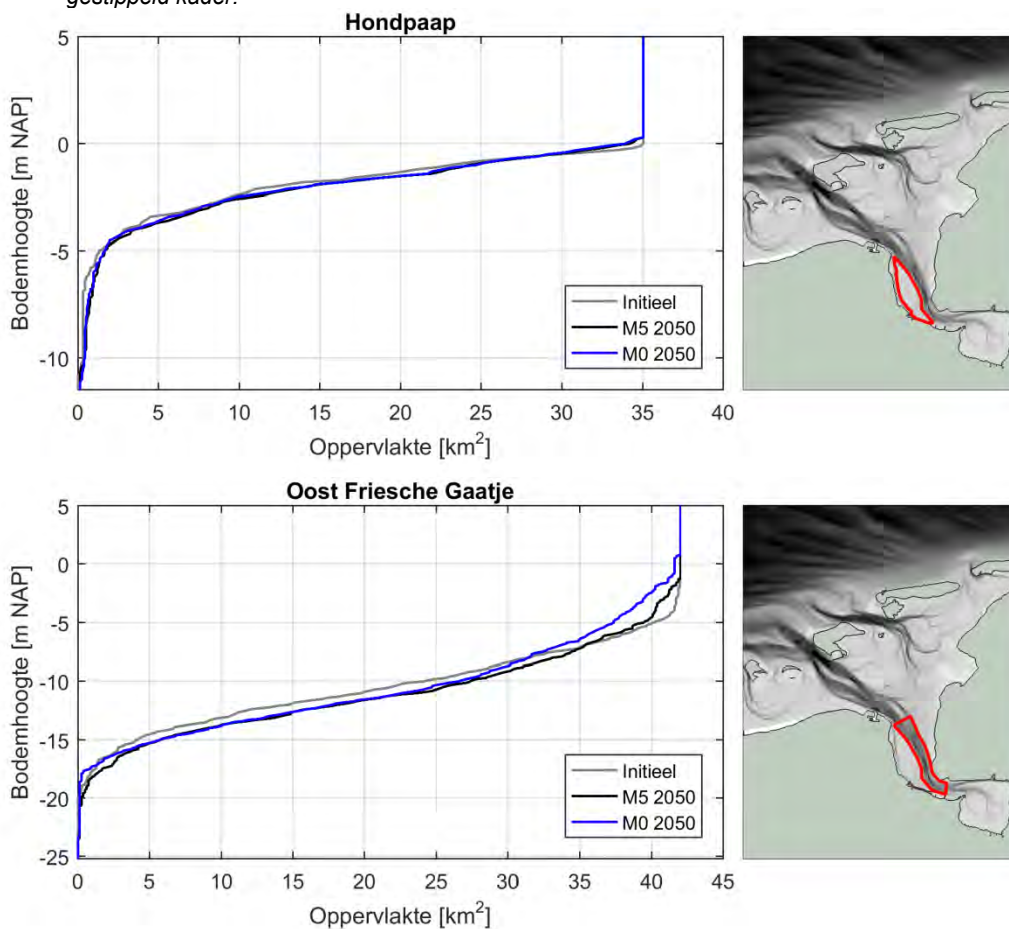 gestippeld kader.
Hondpaap
Bodemhoogte [m NAP]
5
0
-5
-10
Initieel
M5 2050
M0 2050
0 5 10 15 20 25 30 35 40
Oppervlakte [km²]
Oost Friesche Gaatje
Bodemhoogte [m NAP]
5
0
-5
-10
-15
-20
-25
Initieel
M5 2050
M0 2050
0 5 10 15 20 25 30 35 40 45
Oppervlakte [km²]